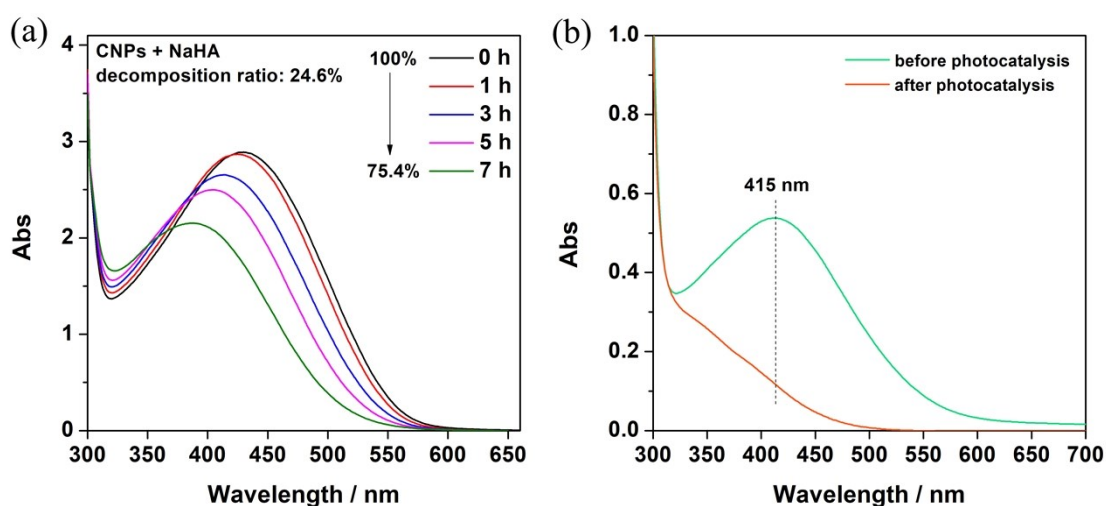 (a)
CNPs + NaHA
decomposition ratio: 24.6%
100%
75.4%
0 h
1 h
3 h
5 h
7 h
4
3
2
1
0
Abs
300 400 450 500 550 600
Wavelength / nm
(b)
before photocatalysis
after photocatalysis
415 nm
1.0
0.8
0.6
0.4
0.2
0.0
Abs
300 350 400 450 500 550 600 650 700
Wavelength / nm